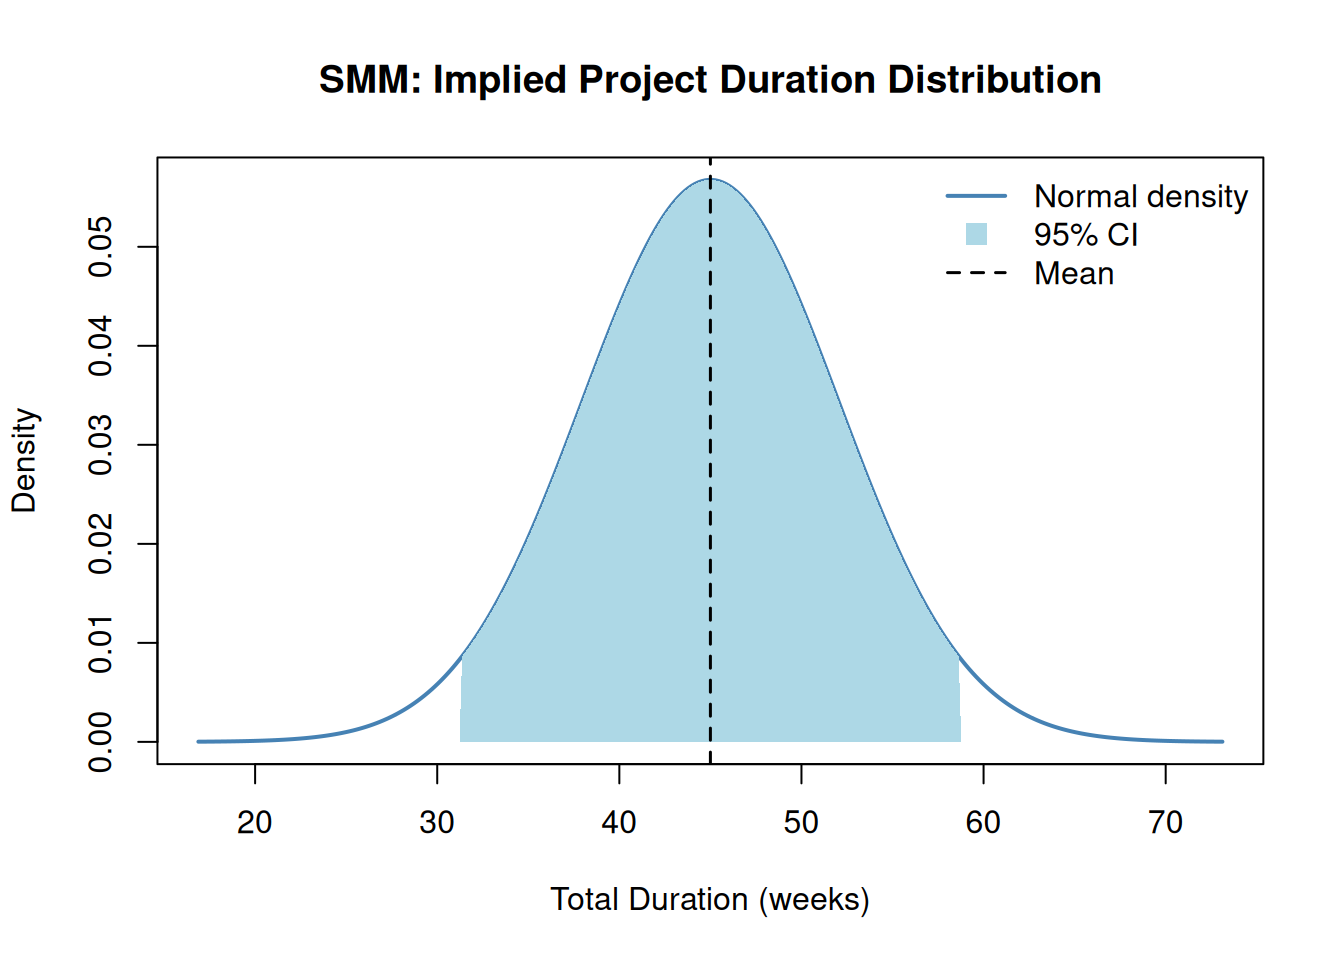 SMM: Implied Project Duration Distribution
Normal density
95% CI
Mean
Density
0.05
0.04
0.03
0.02
0.01
0.00
20 30 40 50 60 70
Total Duration (weeks)